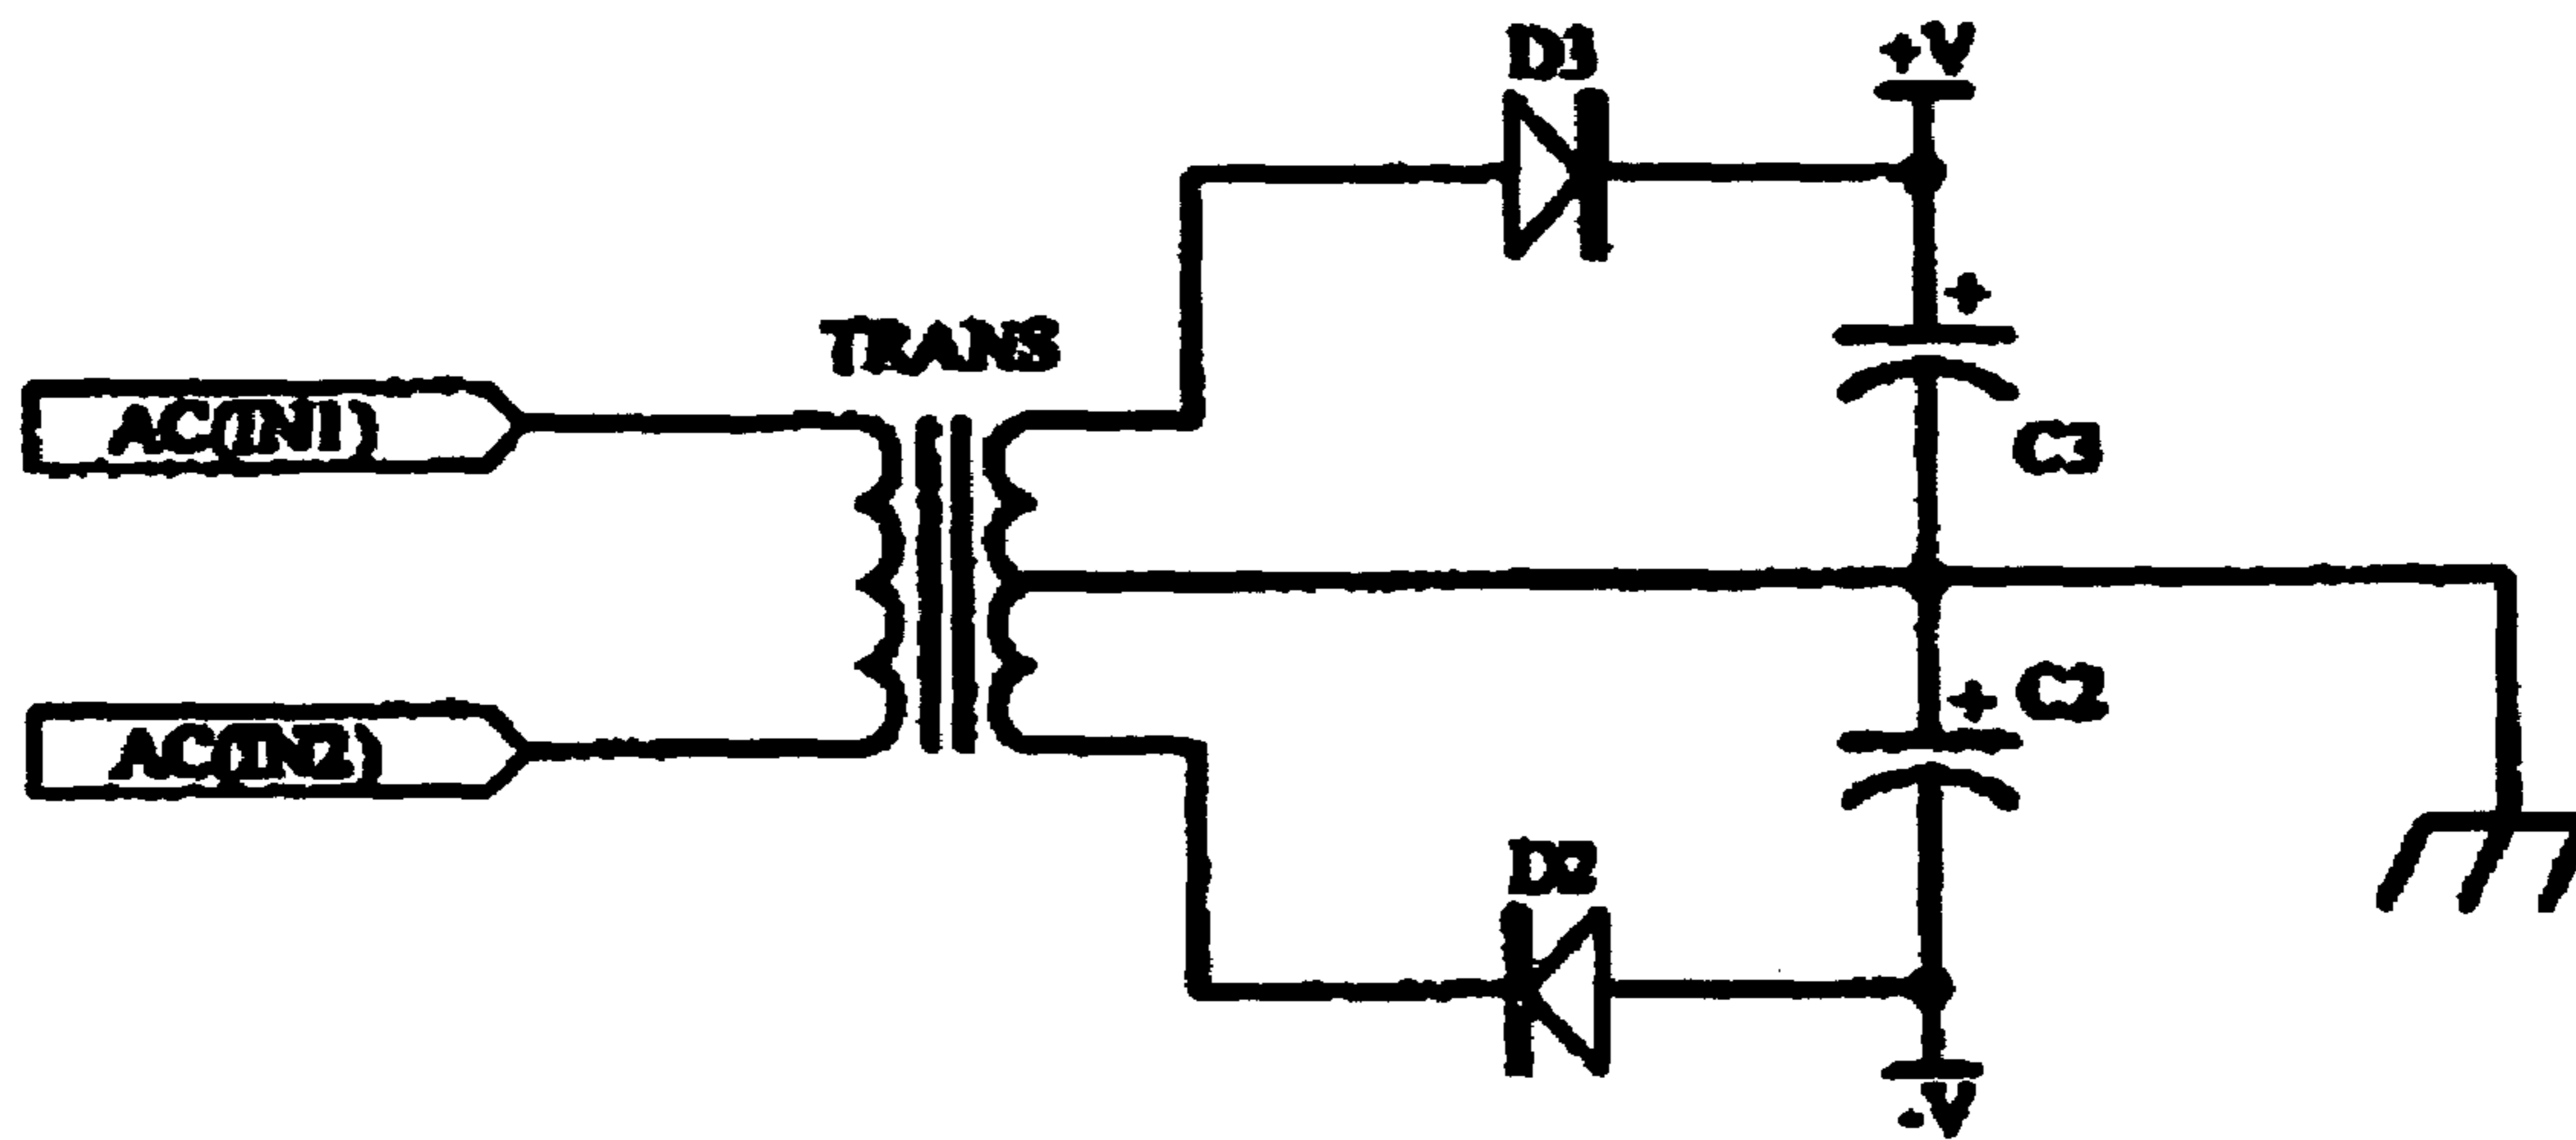 D3
+V
+
TRANS
AC(IN1)
C3
+
C2
AC(IN2)
D2
-V